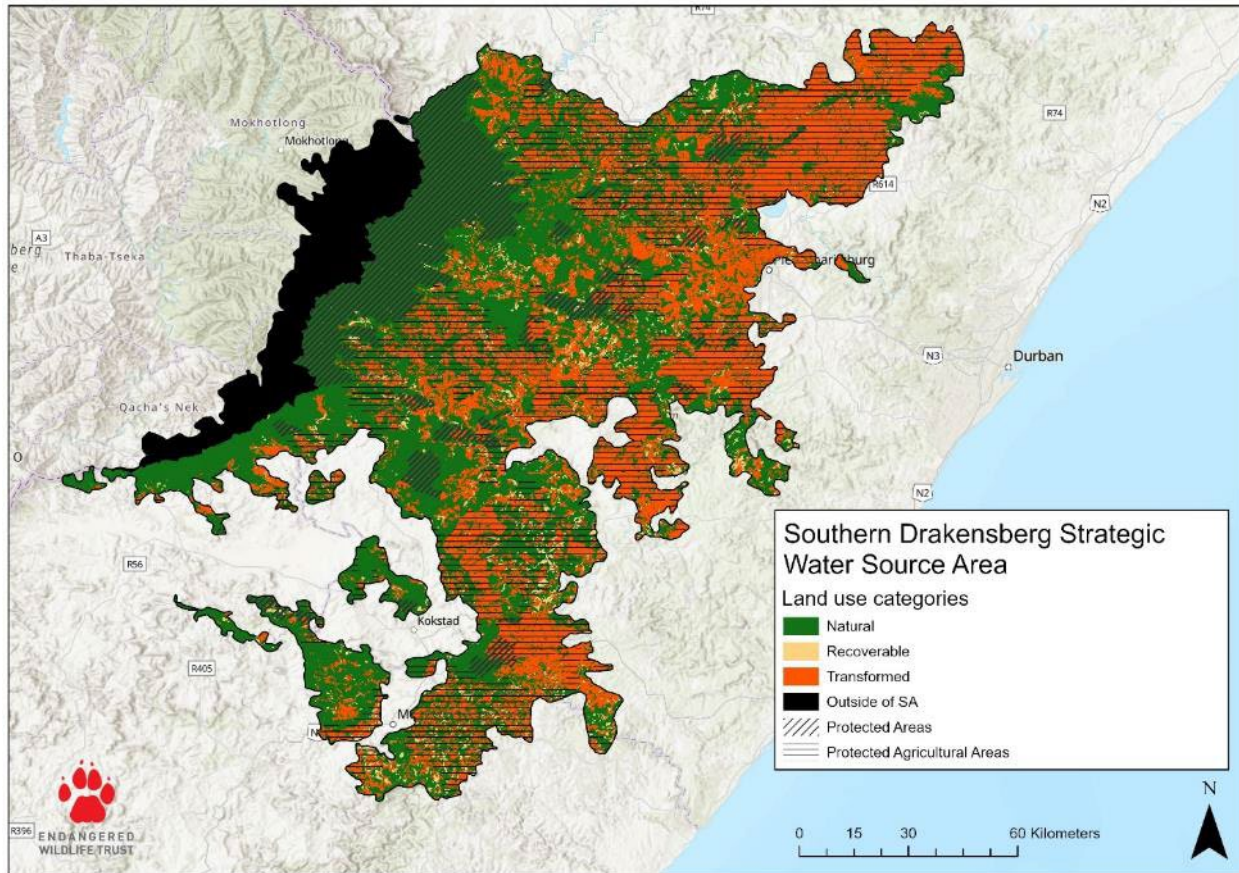 R74
Mokhotlong
Mokhotlong
R74
R614
N2
A3
Thaba-Tseka
N3
Durban
Qacha's Nek
O
N2
R56
Kokstad
R405
Southern Drakensberg Strategic
Water Source Area
Land use categories
Natural
Recoverable
Transformed
Outside of SA
Protected Areas
Protected Agricultural Areas
N
R396
ENDANGERED
WILDLIFE TRUST
0 15 30 60 Kilometers